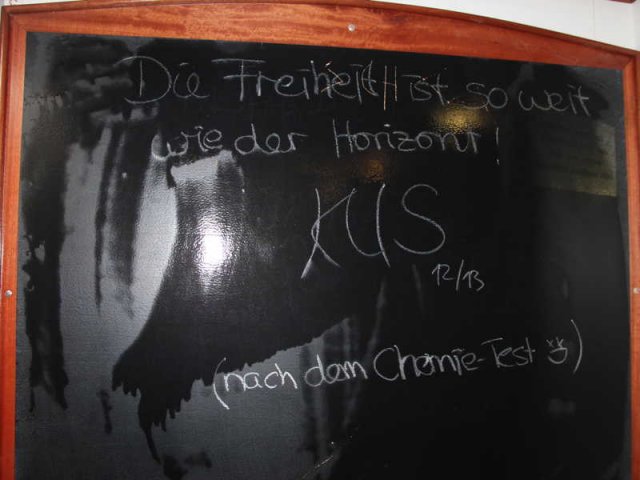 Die Freiheit ist so weit
wie der Horizont!
KUS
12/13
(nach dem Chemie-Test )